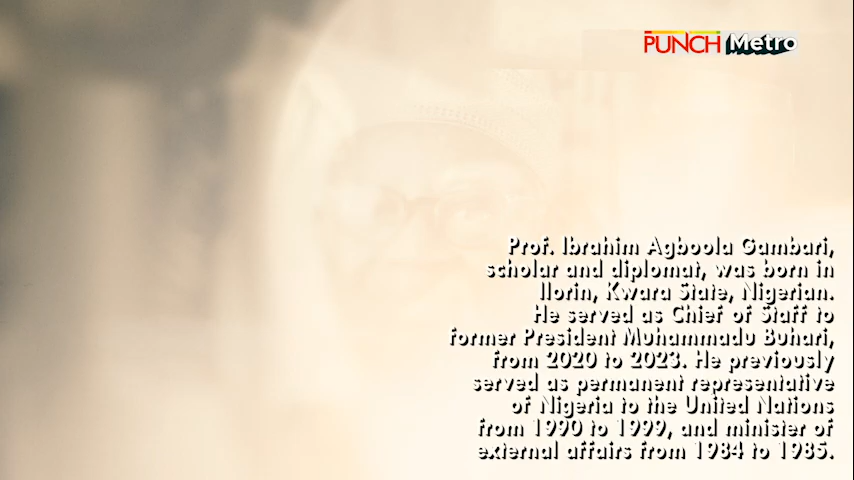 PUNCH Metro
Prof. Ibrahim Agboola Gambari,
scholar and diplomat, was born in
Ilorin, Kwara State, Nigerian.
He served as Chief of Staff to
former President Muhammadu Buhari,
from 2020 to 2023. He previously
served as permanent representative
of Nigeria to the United Nations
from 1990 to 1999, and minister of
external affairs from 1984 to 1985.